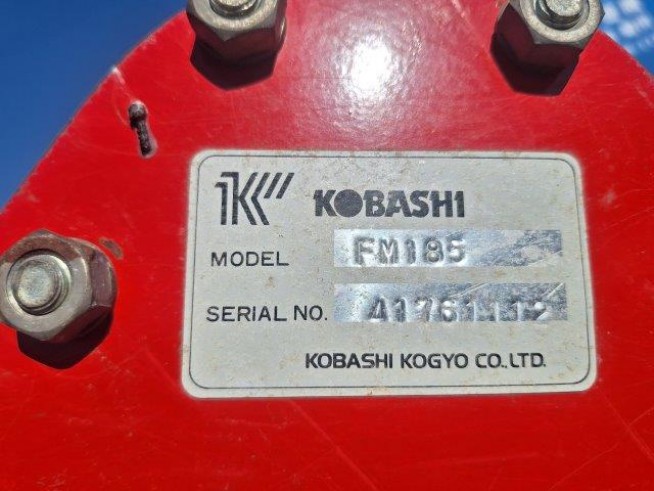 KOBASHI
MODEL FM185
SERIAL NO.
KOBASHI KOGYO CO.,LTD.